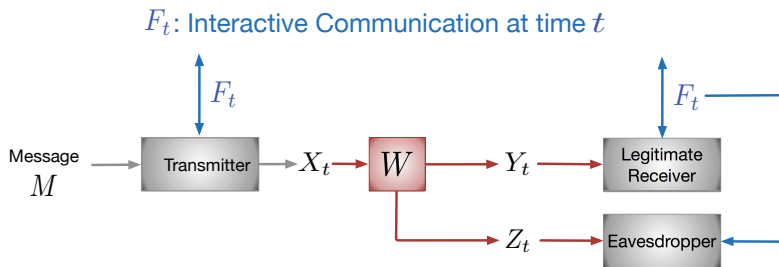 F_t: Interactive Communication at time t
F_t
F_t
Message
M
Transmitter
X_t
W
Y_t
Legitimate
Receiver
Z_t
Eavesdropper